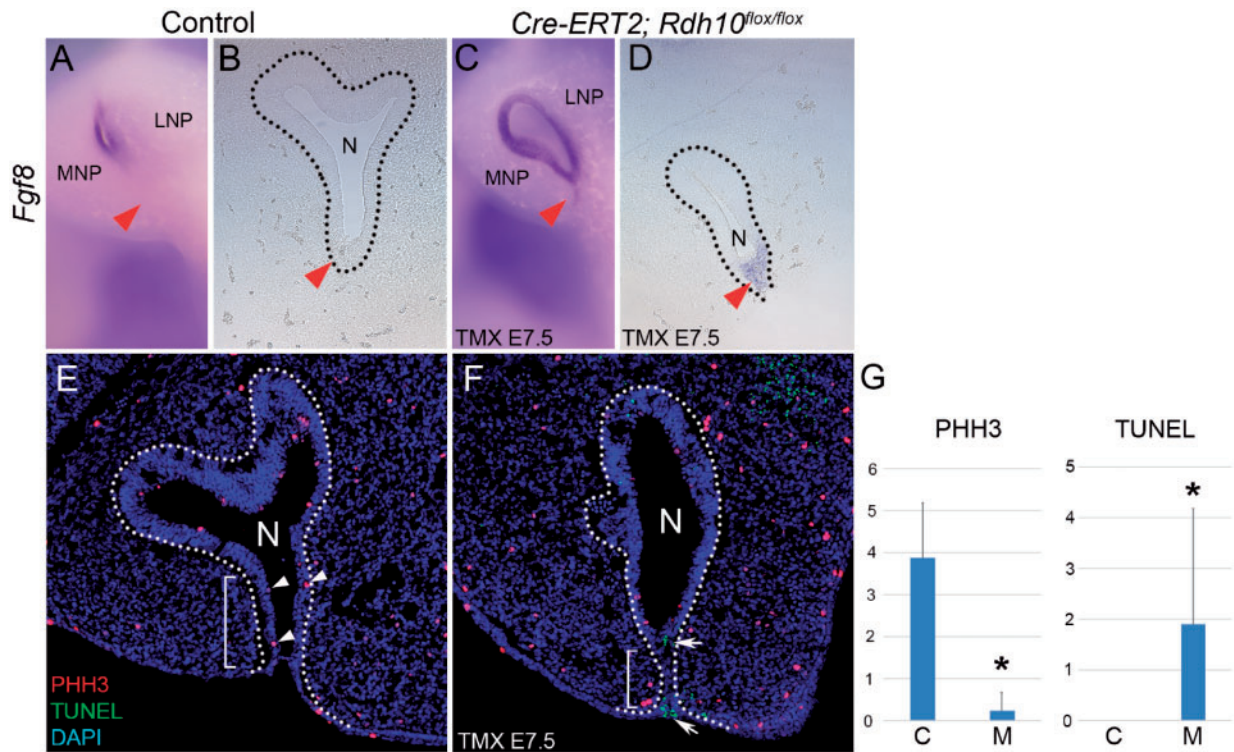 Control
Cre-ERT2; Rdh10flox/flox
Fgf8
A
LNP
MNP
B
N
C
LNP
MNP
TMX E7.5
D
N
TMX E7.5
E
N
PHH3
TUNEL
DAPI
F
N
TMX E7.5
G
PHH3
6
5
4
3
2
1
0
*
C M
TUNEL
5
4
3
2
1
0
*
C M